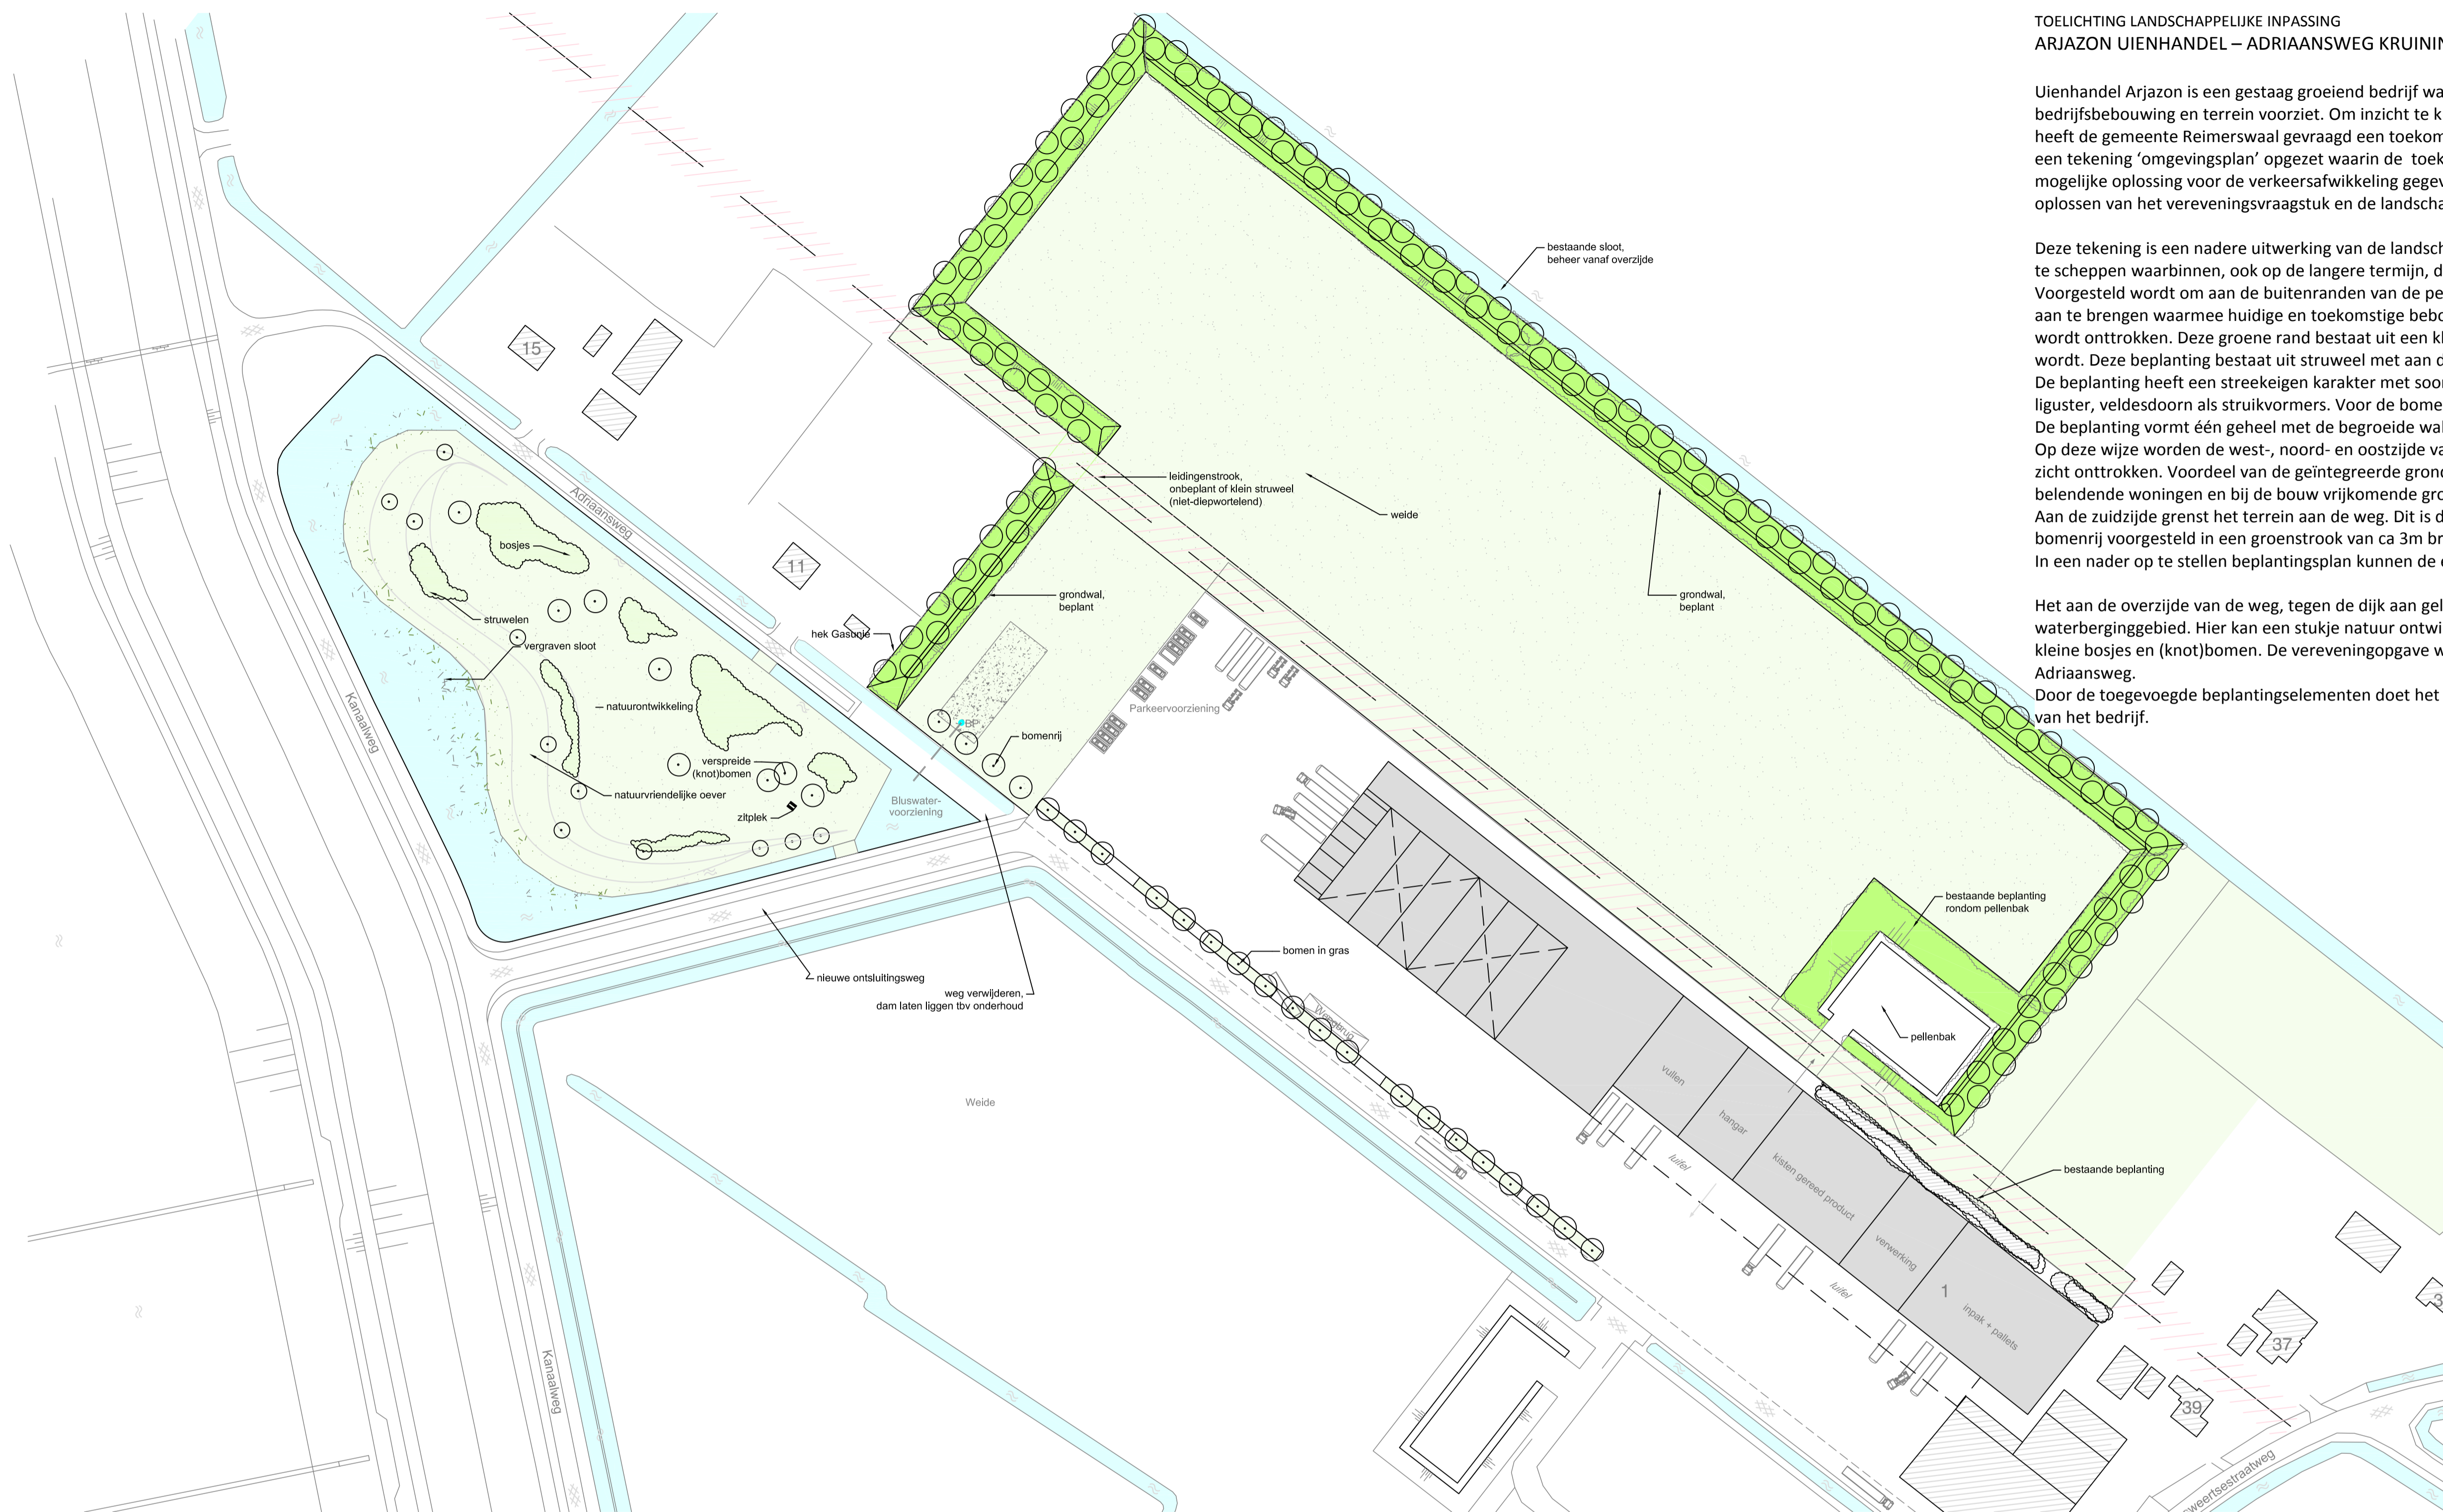 TOELICHTING LANDSCHAPPELIJKE INPASSING
ARJAZON UIENHANDEL – ADRIAANSWEG KRUININ
Uienhandel Arjazon is een gestaag groeiend bedrijf wa
bedrijfsbebouwing en terrein voorziet. Om inzicht te k
heeft de gemeente Reimerswaal gevraagd een toekom
een tekening ‘omgevingsplan’ opgezet waarin de toek
mogelijke oplossing voor de verkeersafwikkeling gegev
oplossen van het vereveningsvraagstuk en de landscha
Deze tekening is een nadere uitwerking van de landsch
te scheppen waarbinnen, ook op de langere termijn, d
Voorgesteld wordt om aan de buitenranden van de pe
aan te brengen waarmee huidige en toekomstige bebo
wordt onttrokken. Deze groene rand bestaat uit een kl
wordt. Deze beplanting bestaat uit struweel met aan d
De beplanting heeft een streekeigen karakter met soor
liguster, veldesdoorn als struikvormers. Voor de bome
De beplanting vormt één geheel met de begroeide wal
Op deze wijze worden de west-, noord- en oostzijde va
zicht onttrokken. Voordeel van de geïntegreerde grond
belendende woningen en bij de bouw vrijkomende gro
Aan de zuidzijde grenst het terrein aan de weg. Dit is d
bomenrij voorgesteld in een groenstrook van ca 3m br
In een nader op te stellen beplantingsplan kunnen de
Het aan de overzijde van de weg, tegen de dijk aan gel
waterberginggebied. Hier kan een stukje natuur ontwi
kleine bosjes en (knot)bomen. De vereveningopgave w
Adriaansweg.
Door de toegevoegde beplantingselementen doet het
van het bedrijf.
bestaande sloot,
beheer vanaf overzijde
15
leidingenstrook,
onbeplant of klein struweel
(niet-diepwortelend)
weide
Adriaansweg
bosjes
11
grondwal,
beplant
grondwal,
beplant
struwelen
hek Gasunie
vergraven sloot
Kanaalweg
natuurontwikkeling
Parkeervoorziening
BP
bomenrij
verspreide
(knot)bomen
natuurvriendelijke oever
Bluswater-
voorziening
zitplek
bestaande beplanting
rondom pellenbak
bomen in gras
nieuwe ontsluitingsweg
weg verwijderen,
dam laten liggen tbv onderhoud
Weegbrug
pellenbak
vullen
Weide
hangar
luifel
kisten gereed product
bestaande beplanting
verwerking
luifel
1
inpak + pallets
3
37
Kanaalweg
39
weertsestraatweg